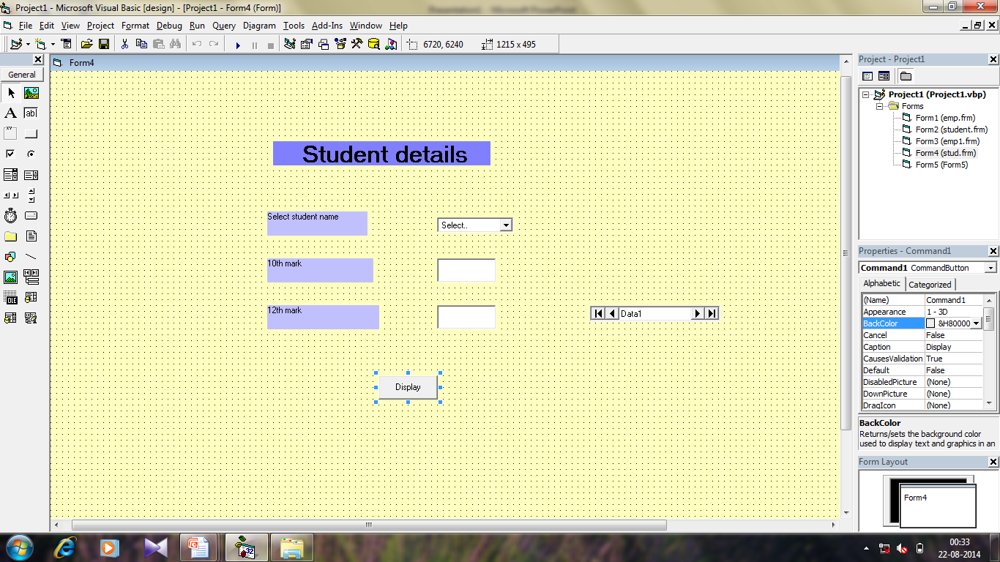 Project1 - Microsoft Visual Basic [design] - [Project1 - Form4 (Form)]
File Edit View Project Format Debug Run Query Diagram Tools Add-Ins Window Help
6720, 6240 1215 x 495
General
A ab|
XY
OLE
Form4
Student details
Select student name
Select..
10th mark
12th mark
Data1
Display
Project - Project1
Project1 (Project1.vbp)
Forms
Form1 (emp.frm)
Form2 (student.frm)
Form3 (emp1.frm)
Form4 (stud.frm)
Form5 (Form5)
Properties - Command1
Command1 CommandButton
Alphabetic Categorized
(Name) Command1
Appearance 1 - 3D
BackColor &H80000
Cancel False
Caption Display
CausesValidation True
Default False
DisabledPicture (None)
DownPicture (None)
DragIcon (None)
BackColor
Returns/sets the background color
used to display text and graphics in an
Form Layout
Form4
32
00:33
22-08-2014